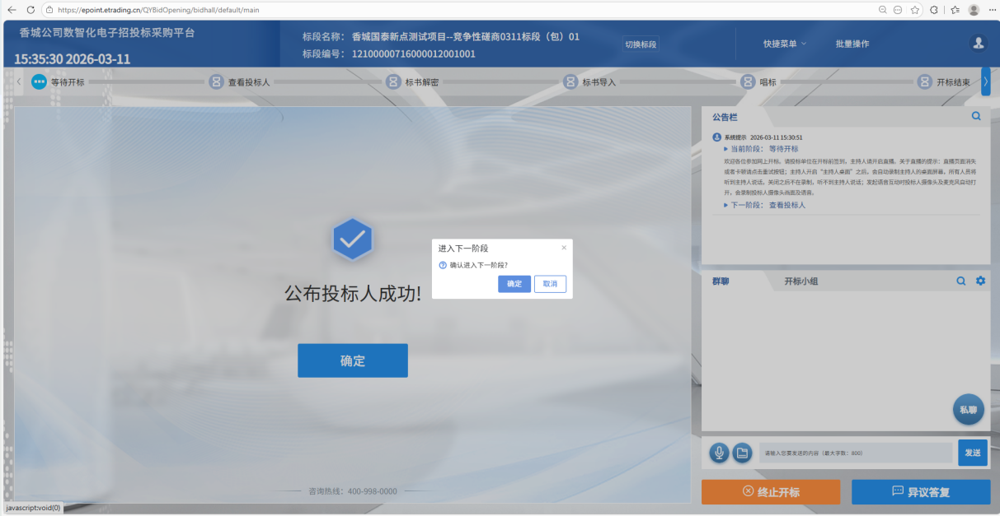 https://epoint.etrading.cn/QYBidOpening/bidhall/default/main
香城公司数智化电子招投标采购平台
15:35:30 2026-03-11
标段名称： 香城国泰新点测试项目--竞争性磋商0311标段（包）01
标段编号： 1210000071600001200​1001
切换标段
快捷菜单
批量操作
等待开标
查看投标人
标书解密
标书导入
唱标
开标结束
公布投标人成功!
确定
咨询热线：400-998-0000
进入下一阶段
确认进入下一阶段?
确定 取消
公告栏
系统提示 2026-03-11 15:30:51
当前阶段： 等待开标
欢迎各位参加网上开标。请投标单位在开标前签到，主持人请开启直播。关于直播的提示：直播页面消失
或者卡顿请点击重试按钮；主持人开启“主持人桌面”之后，会自动录制主持人的桌面屏幕，所有人员将
听到主持人说话，关闭之后不在录制，听不到主持人说话；发起语音互动时投标人摄像头及麦克风自动打
开，会录制投标人摄像头画面及语音。
下一阶段： 查看投标人
群聊
开标小组
私聊
请输入您要发送的内容（最大字数：800）
发送
终止开标
异议答复
javascript:void(0)